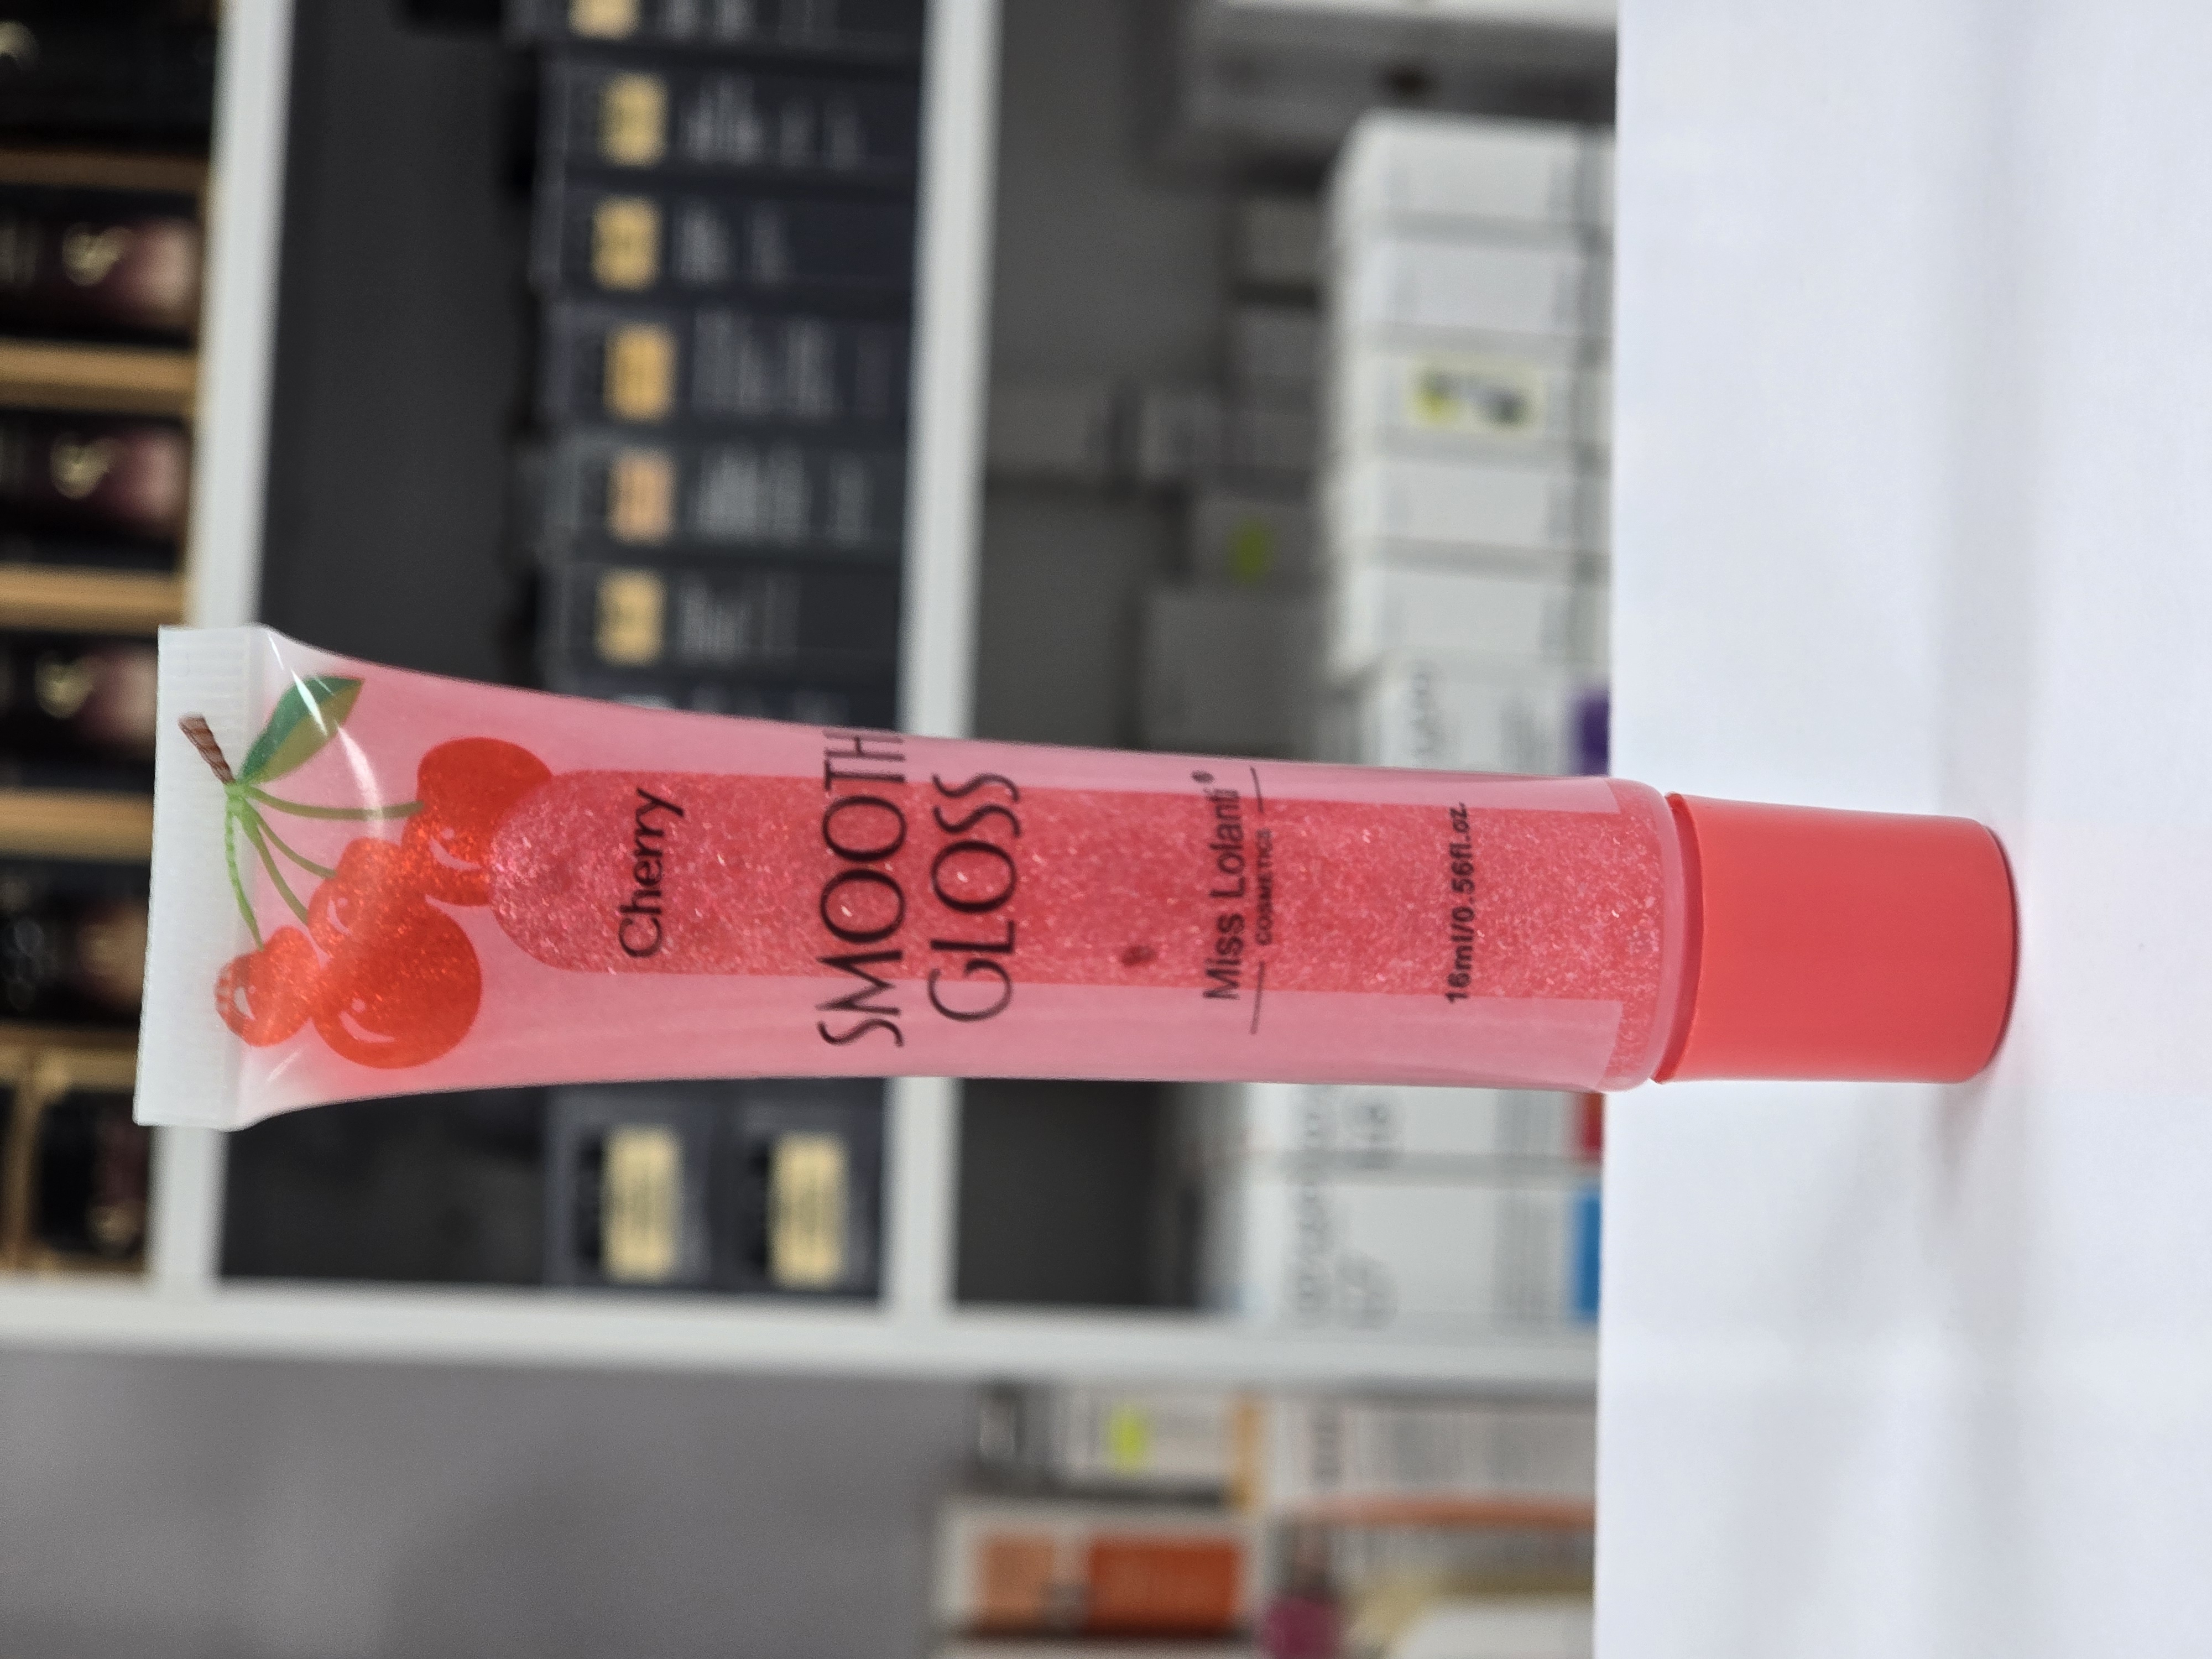 Cherry
SMOOTH
GLOSS
Miss Lolanti®
COSMETICS
16ml/0.56fl.oz